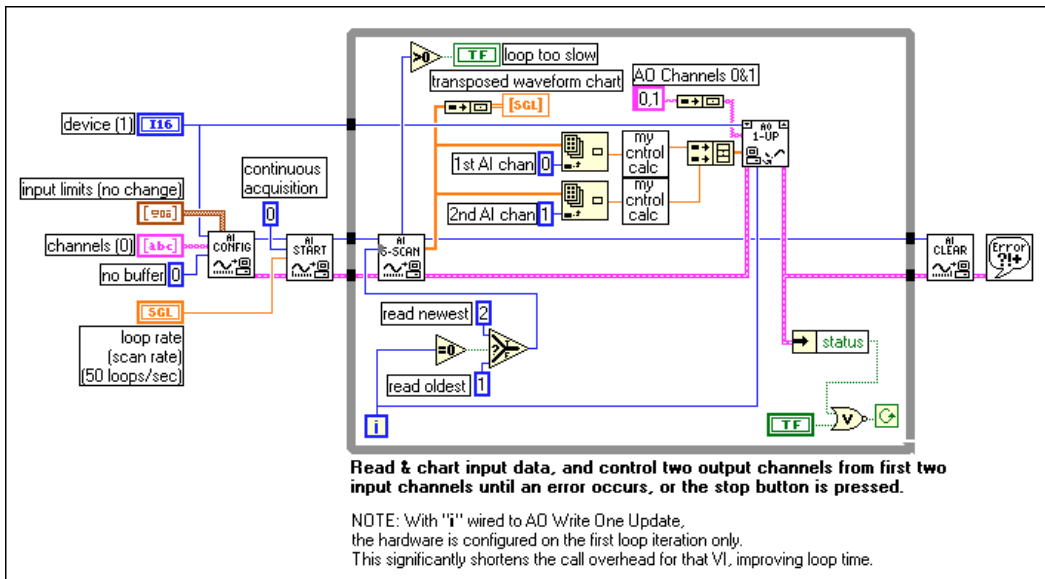 >0
TF
loop too slow
transposed waveform chart
[SGL]
AO Channels 0&1
0,1
device (1)
I16
AO
1-UP
my
cntrol
calc
1st AI chan
0
continuous
acquisition
0
input limits (no change)
my
cntrol
calc
2nd AI chan
1
channels (0)
[abc]
AI
CONFIG
AI
START
AI
S-SCAN
AI
CLEAR
Error
?!+
no buffer
0
SGL
loop rate
(scan rate)
(50 loops/sec)
read newest
2
=0
?
T
F
read oldest
1
status
i
TF
V
Read & chart input data, and control two output channels from first two
input channels until an error occurs, or the stop button is pressed.
NOTE: With "i" wired to AO Write One Update,
the hardware is configured on the first loop iteration only.
This significantly shortens the call overhead for that VI, improving loop time.